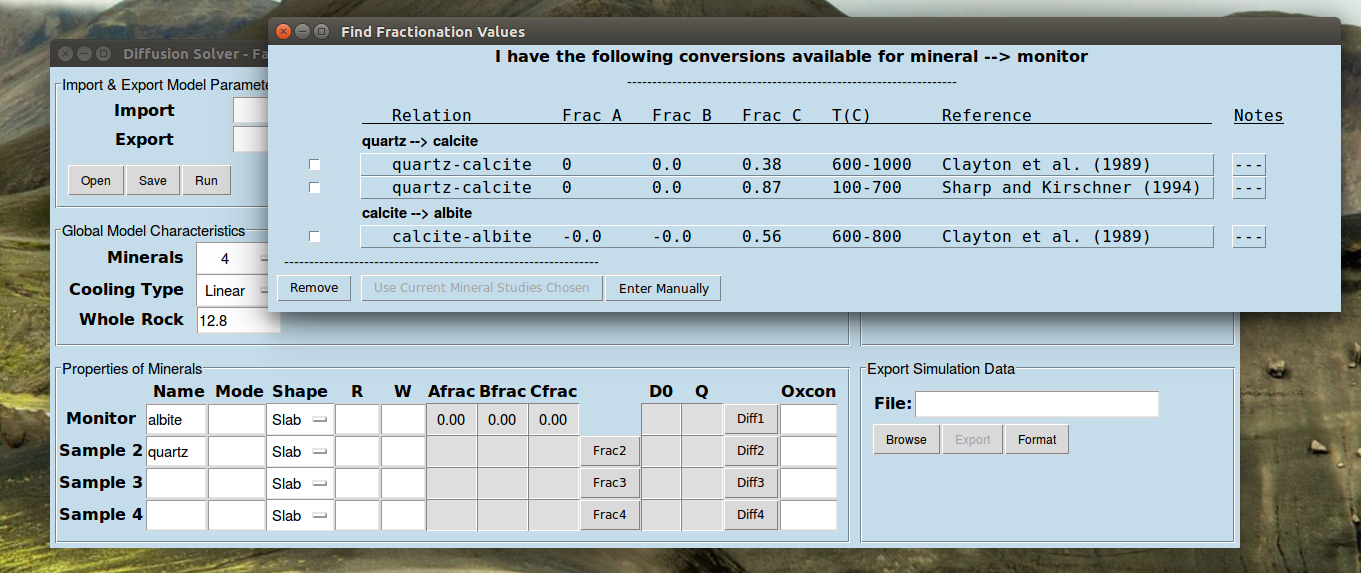 Find Fractionation Values
I have the following conversions available for mineral --> monitor
------------------------------------------------------------------
Relation Frac A Frac B Frac C T(C) Reference Notes
quartz --> calcite
quartz-calcite 0 0.0 0.38 600-1000 Clayton et al. (1989) ---
quartz-calcite 0 0.0 0.87 100-700 Sharp and Kirschner (1994) ---
calcite --> albite
calcite-albite -0.0 -0.0 0.56 600-800 Clayton et al. (1989) ---
---------------------------------------------------------------
Remove Use Current Mineral Studies Chosen Enter Manually
Diffusion Solver - Fa
Import & Export Model Paramete
Import
Export
Open Save Run
Global Model Characteristics
Minerals 4
Cooling Type Linear
Whole Rock 12.8
Properties of Minerals
Name Mode Shape R W Afrac Bfrac Cfrac D0 Q Oxcon
Monitor albite Slab 0.00 0.00 0.00 Diff1
Sample 2 quartz Slab Frac2 Diff2
Sample 3 Slab Frac3 Diff3
Sample 4 Slab Frac4 Diff4
Export Simulation Data
File:
Browse Export Format